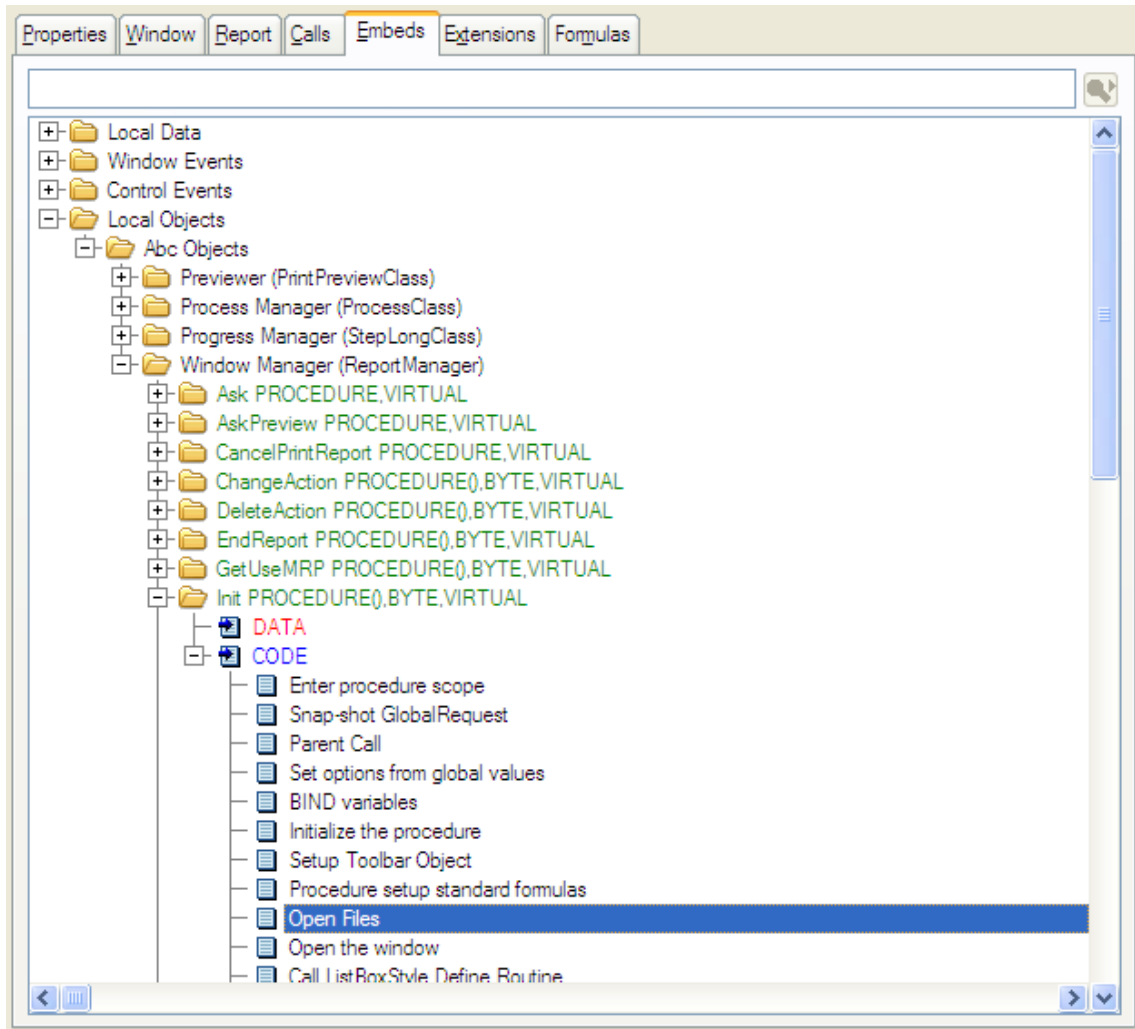 Properties Window Report Calls Embeds Extensions Formulas
Local Data
Window Events
Control Events
Local Objects
Abc Objects
Previewer (PrintPreviewClass)
Process Manager (ProcessClass)
Progress Manager (StepLongClass)
Window Manager (ReportManager)
Ask PROCEDURE,VIRTUAL
AskPreview PROCEDURE,VIRTUAL
CancelPrintReport PROCEDURE,VIRTUAL
ChangeAction PROCEDURE(),BYTE,VIRTUAL
DeleteAction PROCEDURE(),BYTE,VIRTUAL
EndReport PROCEDURE(),BYTE,VIRTUAL
GetUseMRP PROCEDURE(),BYTE,VIRTUAL
Init PROCEDURE(),BYTE,VIRTUAL
DATA
CODE
Enter procedure scope
Snap-shot GlobalRequest
Parent Call
Set options from global values
BIND variables
Initialize the procedure
Setup Toolbar Object
Procedure setup standard formulas
Open Files
Open the window
Call ListBoxStyle Define Routine